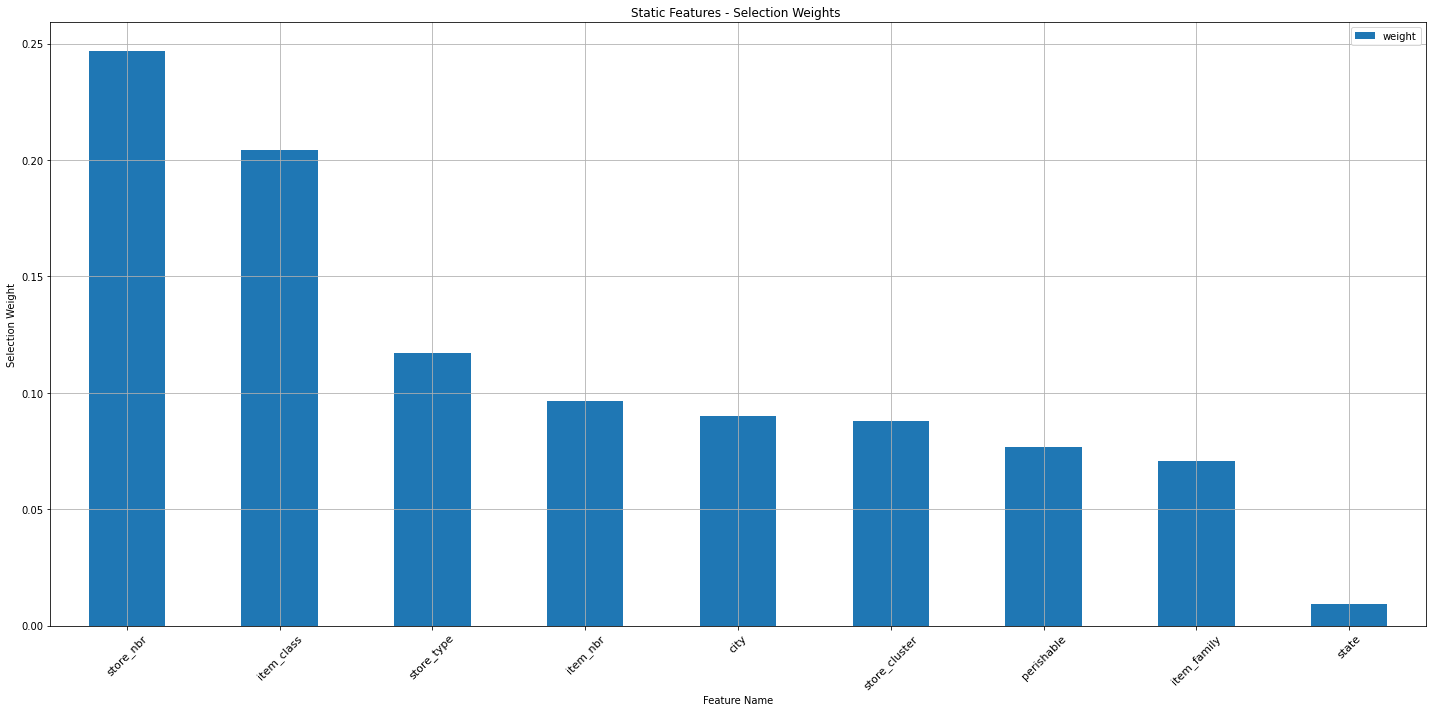 Static Features - Selection Weights
weight
0.25
0.20
0.15
0.10
0.05
0.00
Selection Weight
store_nbr
item_class
store_type
item_nbr
city
store_cluster
perishable
item_family
state
Feature Name